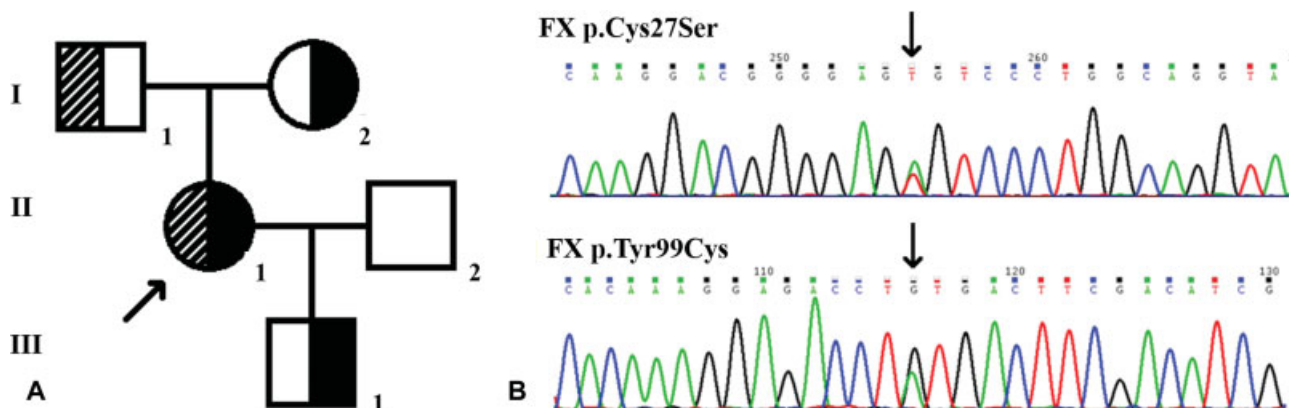 I
1
2
II
1
2
III
1
A
FX p.Cys27Ser
250 260
C A A G G A C G G G G A G T G T C C C T G G C A G G T A
FX p.Tyr99Cys
110 120 130
C A C A A A G G A G A C C T G T G A C T T C G A C A T C G
B